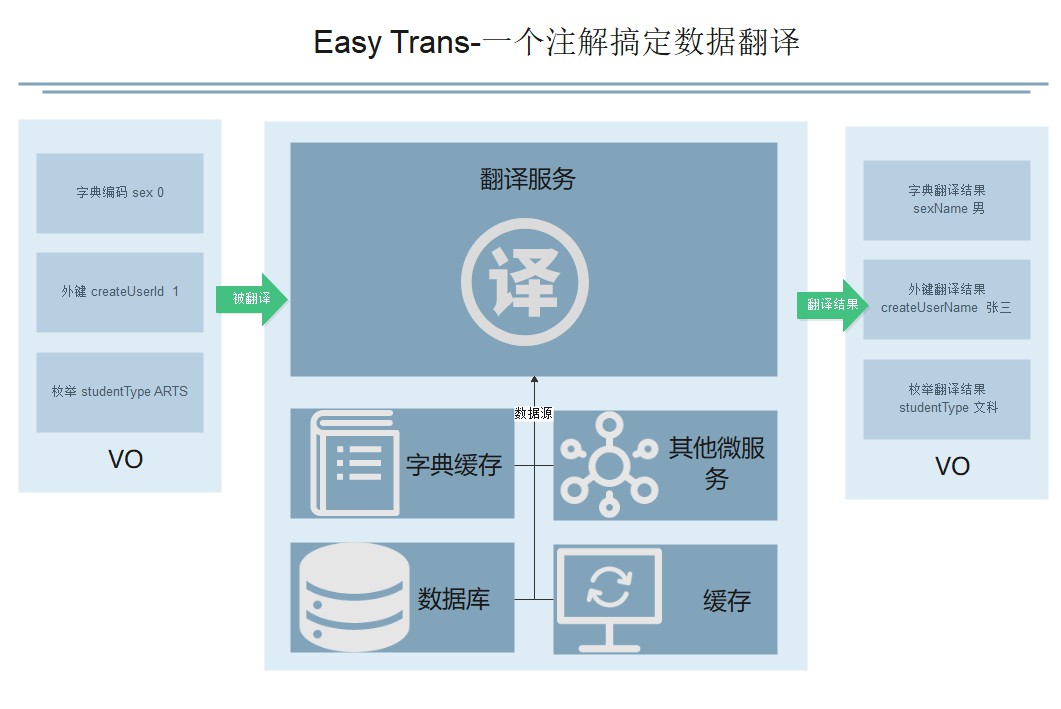 Easy Trans-一个注解搞定数据翻译
字典编码 sex 0
外键 createUserId  1
枚举 studentType ARTS
VO
被翻译
翻译服务
译
数据源
字典缓存
其他微服
务
数据库
缓存
翻译结果
字典翻译结果
sexName 男
外键翻译结果
createUserName  张三
枚举翻译结果
studentType 文科
VO